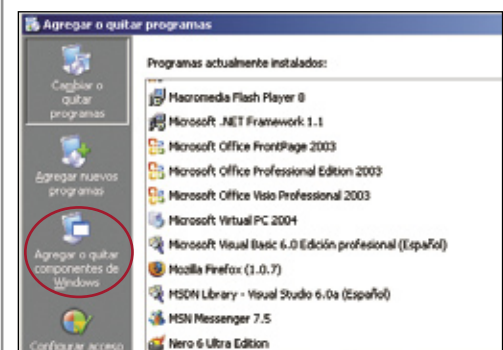 Agregar o quitar programas
Cambiar o
quitar
programas
Agregar nuevos
programas
Agregar o quitar
componentes de
Windows
Configurar acceso
Programas actualmente instalados:
Macromedia Flash Player 8
Microsoft .NET Framework 1.1
Microsoft Office FrontPage 2003
Microsoft Office Professional Edition 2003
Microsoft Office Visio Professional 2003
Microsoft Virtual PC 2004
Microsoft Visual Basic 6.0 Edición profesional (Español)
Mozilla Firefox (1.0.7)
MSDN Library - Visual Studio 6.0a (Español)
MSN Messenger 7.5
Nero 6 Ultra Edition